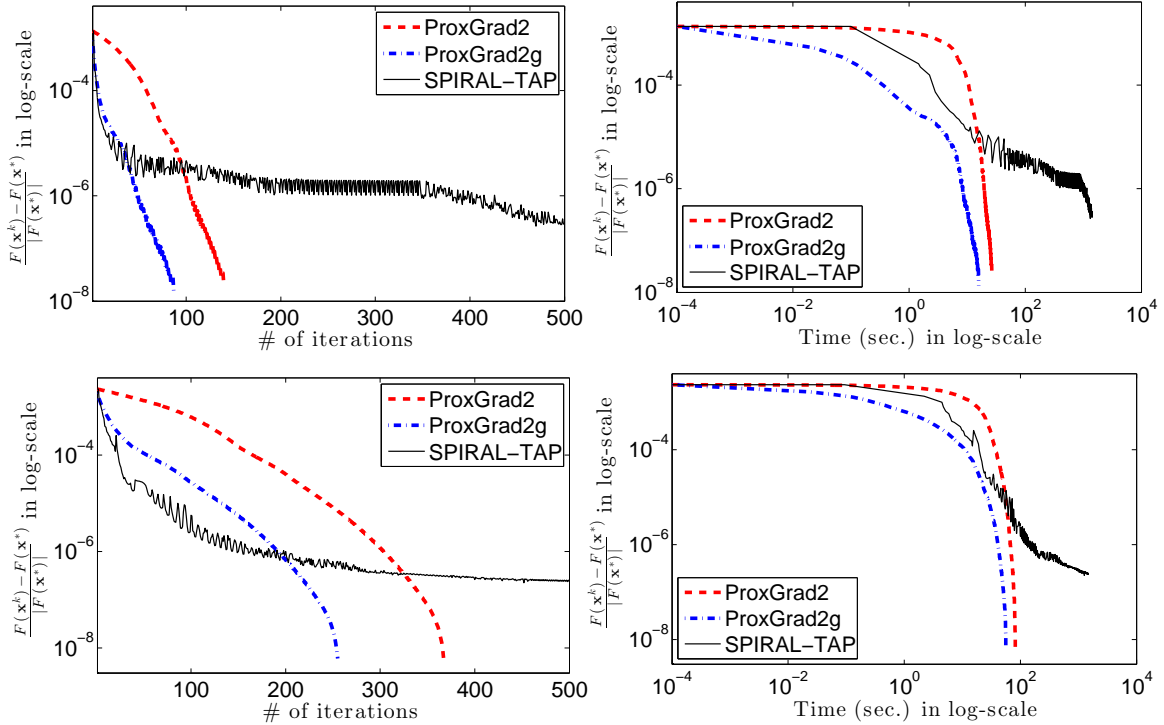 F(x^k) − F(x*) / |F(x*)| in log-scale
10^−4
10^−6
10^−8
ProxGrad2
ProxGrad2g
SPIRAL−TAP
100 200 300 400 500
# of iterations
F(x^k) − F(x*) / |F(x*)| in log-scale
10^−4
10^−6
10^−8
ProxGrad2
ProxGrad2g
SPIRAL−TAP
10^−4 10^−2 10^0 10^2 10^4
Time (sec.) in log-scale
F(x^k) − F(x*) / |F(x*)| in log-scale
10^−4
10^−6
10^−8
ProxGrad2
ProxGrad2g
SPIRAL−TAP
100 200 300 400 500
# of iterations
F(x^k) − F(x*) / |F(x*)| in log-scale
10^−4
10^−6
10^−8
ProxGrad2
ProxGrad2g
SPIRAL−TAP
10^−4 10^−2 10^0 10^2 10^4
Time (sec.) in log-scale